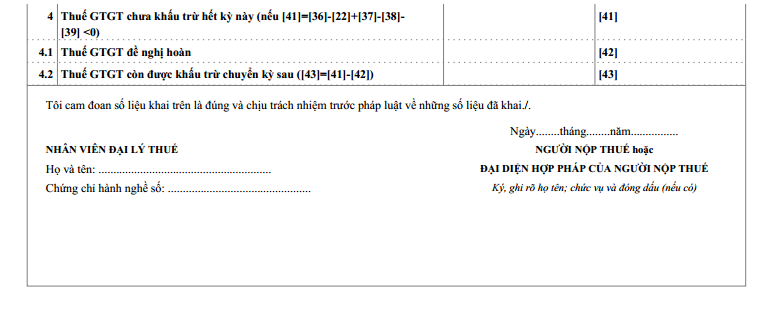 4 Thuế GTGT chưa khấu trừ hết kỳ này (nếu [41]=[36]-[22]+[37]-[38]- [41]
[39] <0)
4.1 Thuế GTGT đề nghị hoàn [42]
4.2 Thuế GTGT còn được khấu trừ chuyển kỳ sau ([43]=[41]-[42]) [43]
Tôi cam đoan số liệu khai trên là đúng và chịu trách nhiệm trước pháp luật về những số liệu đã khai./.
Ngày........tháng........năm................
NHÂN VIÊN ĐẠI LÝ THUẾ NGƯỜI NỘP THUẾ hoặc
Họ và tên: ............................................................. ĐẠI DIỆN HỢP PHÁP CỦA NGƯỜI NỘP THUẾ
Chứng chỉ hành nghề số: ................................................... Ký, ghi rõ họ tên; chức vụ và đóng dấu (nếu có)